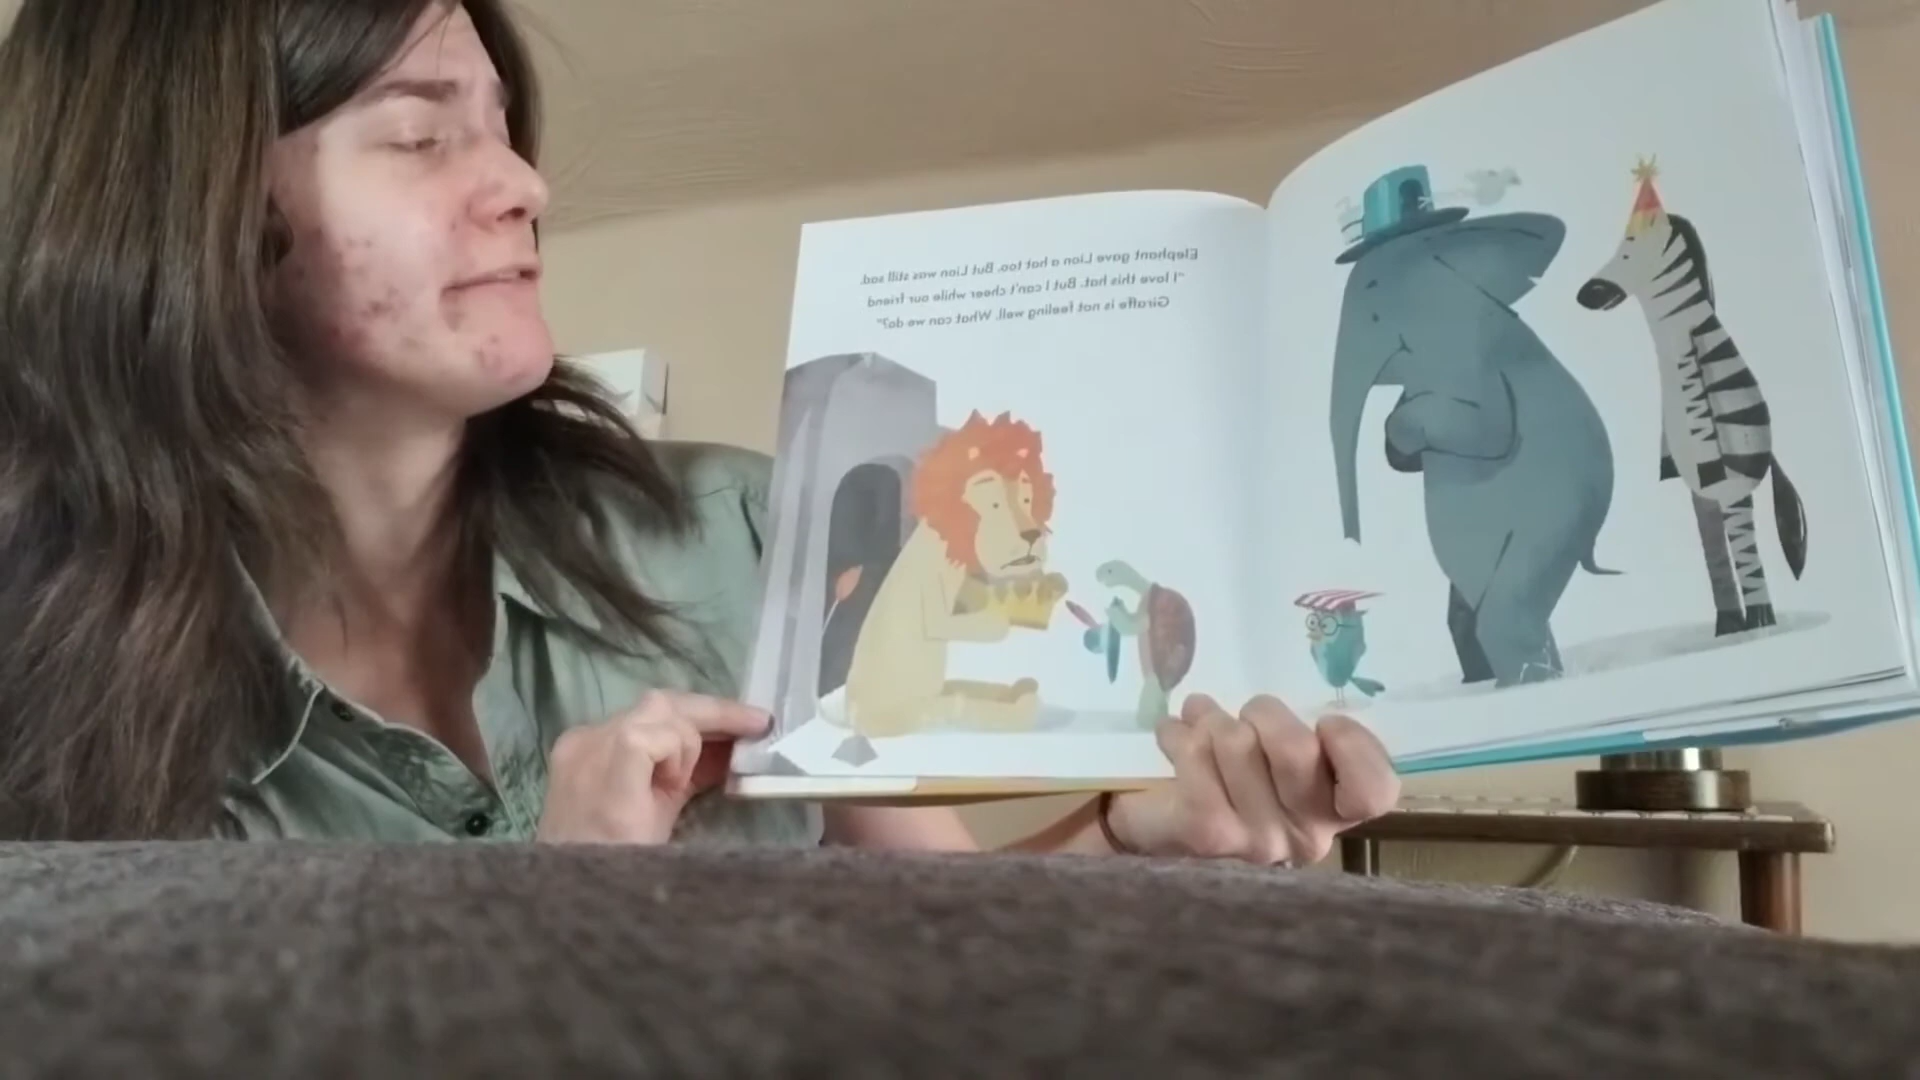 Elephant gave Lion a hat too. But Lion was still sad.
"I love this hat. But I can't cheer while our friend
Giraffe is not feeling well. What can we do?"